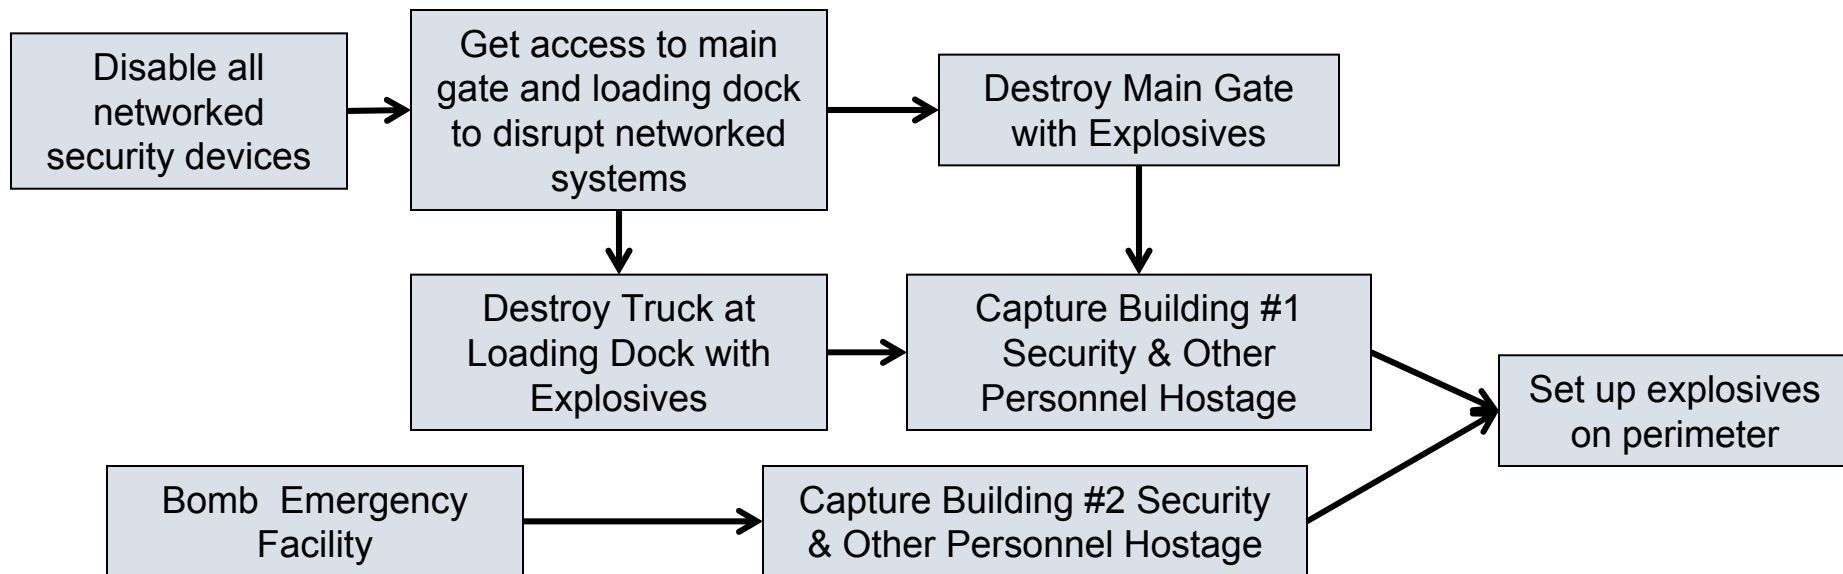 Disable all
networked
security devices
Get access to main
gate and loading dock
to disrupt networked
systems
Destroy Main Gate
with Explosives
Destroy Truck at
Loading Dock with
Explosives
Capture Building #1
Security & Other
Personnel Hostage
Set up explosives
on perimeter
Bomb  Emergency
Facility
Capture Building #2 Security
& Other Personnel Hostage